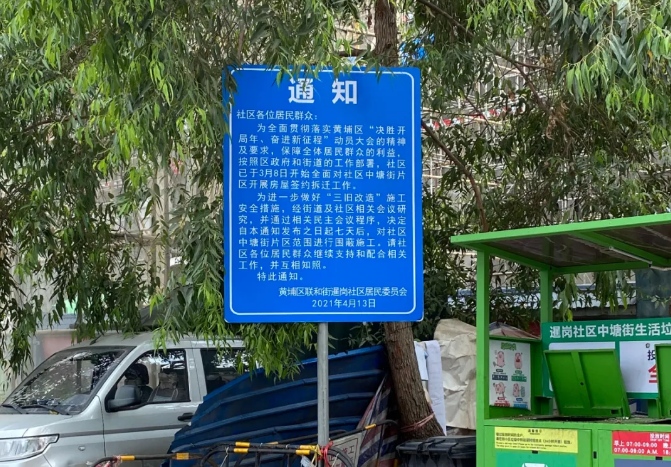 通 知
社区各位居民群众：
为全面贯彻落实黄埔区“决胜开
局年、奋进新征程”动员大会的精神
及要求，保障全体居民群众的利益，
按照区政府和街道的工作部署，社区
已于3月8日开始全面对社区中塘街片
区开展房屋签约拆迁工作。
为进一步做好“三旧改造”施工
安全措施，经街道及社区相关会议研
究，并通过相关民主会议程序，决定
自本通知发布之日起七天后，对社区
中塘街片区范围进行围蔽施工。请社
区各位居民群众继续支持和配合相关
工作，并互相知照。
特此通知。
黄埔区联和街暹岗社区居民委员会
2021年4月13日
暹岗社区中塘街生活垃
早上
07:00-09:00
07:00-08:00